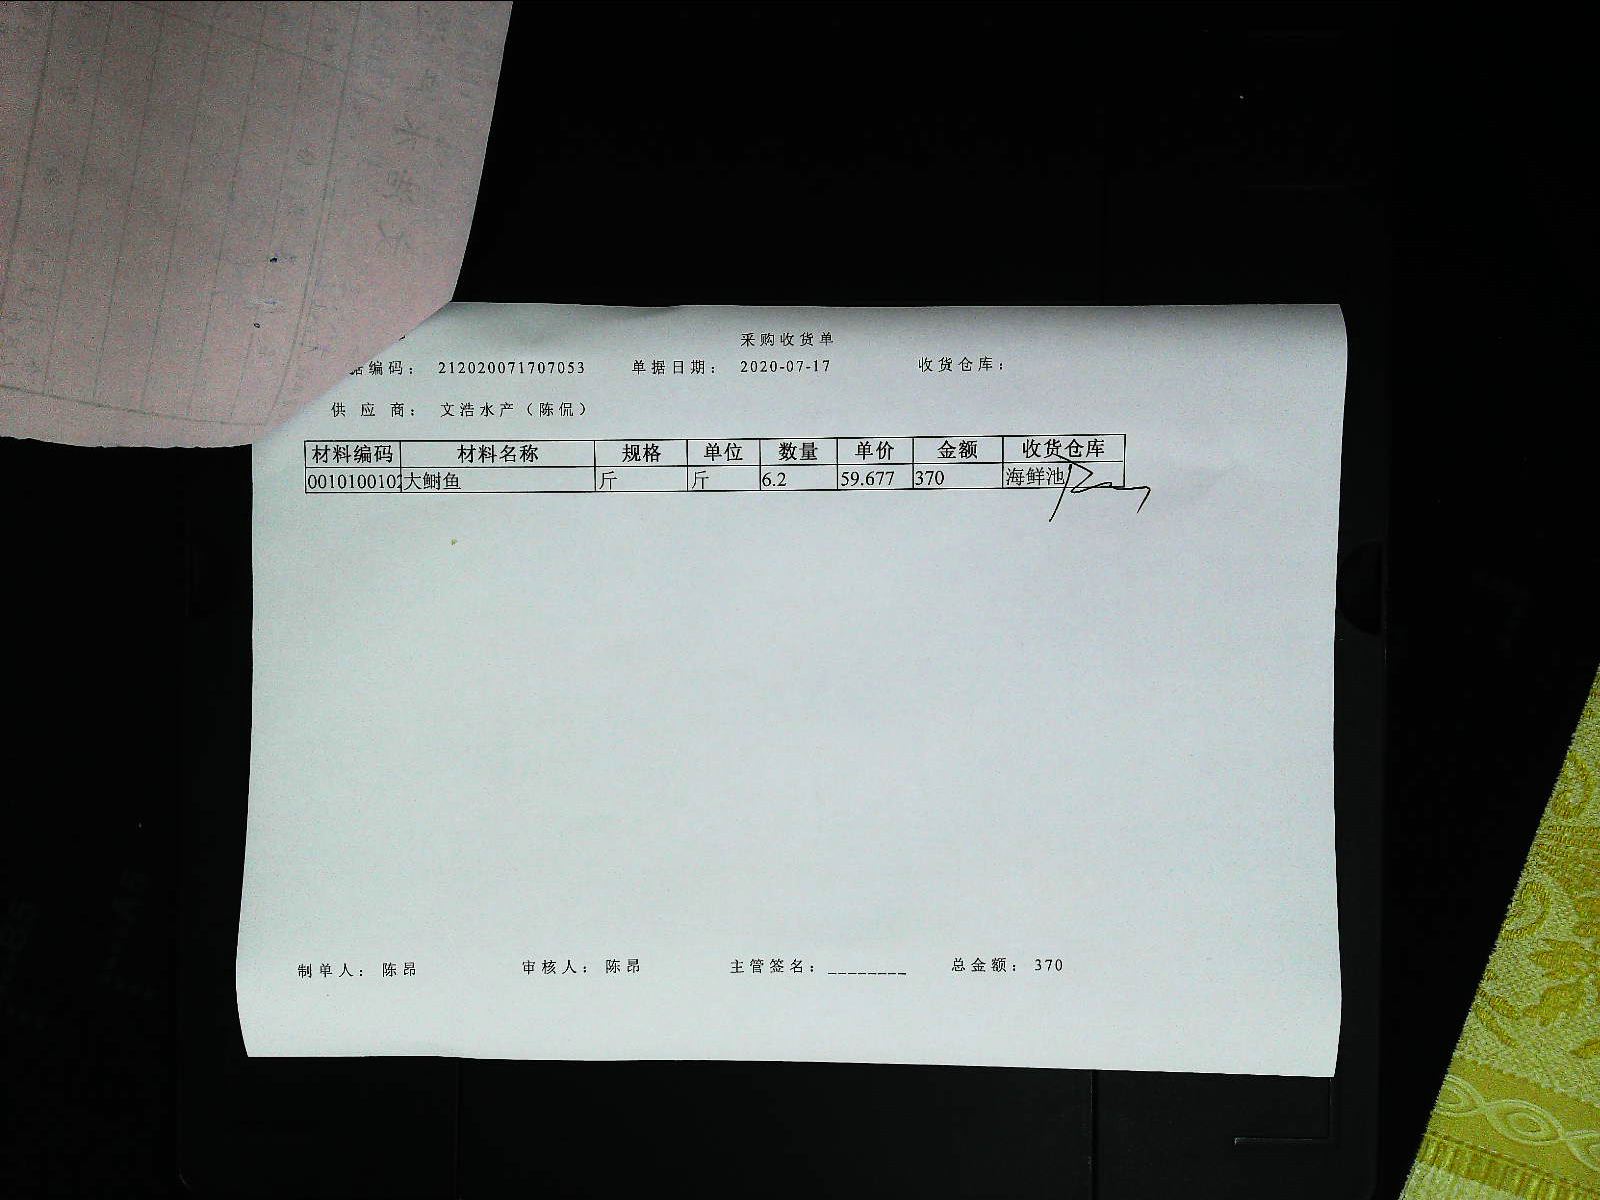 采购收货单
据编码： 212020071707053 单据日期： 2020-07-17 收货仓库：
供 应 商： 文浩水产（陈侃）
材料编码 材料名称 规格 单位 数量 单价 金额 收货仓库
0010100102 大鲥鱼 斤 斤 6.2 59.677 370 海鲜池
制单人： 陈昂 审核人： 陈昂 主管签名：________ 总金额： 370